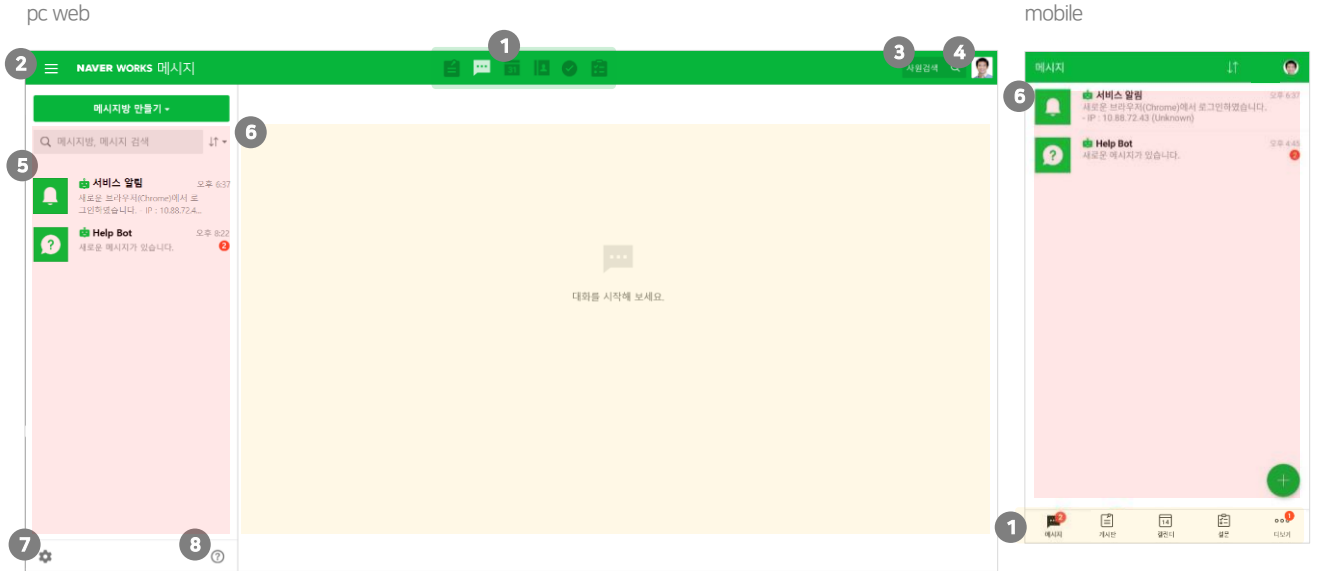 pc web
mobile
1
2
NAVER WORKS 메시지
31
3
사원검색
4
메시지방 만들기
메시지방, 메시지 검색
6
5
서비스 알림
오후 6:37
새로운 브라우저(Chrome)에서 로
그인하였습니다. - IP : 10.88.72.4...
Help Bot
오후 8:22
새로운 메시지가 있습니다.
2
대화를 시작해 보세요.
7
8
메시지
6
서비스 알림
오후 6:37
새로운 브라우저(Chrome)에서 로그인하였습니다.
- IP : 10.88.72.43 (Unknown)
Help Bot
오후 4:45
새로운 메시지가 있습니다.
2
1
2
14
1
메시지
게시판
캘린더
설문
더보기